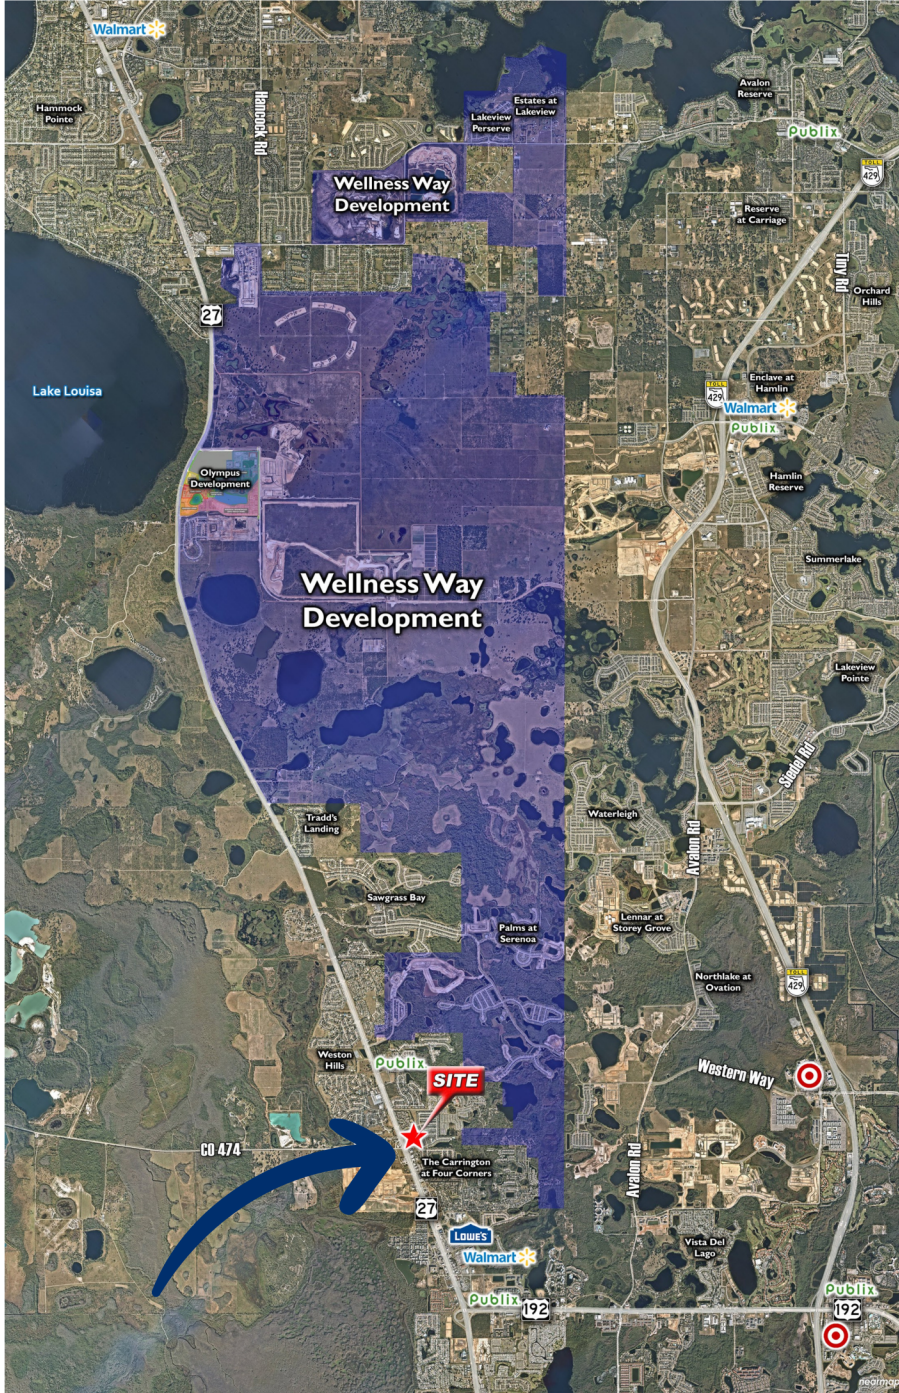 Walmart
Hammock
Pointe
Hancock Rd
Estates at
Lakeview
Lakeview
Perserve
Avalon
Reserve
Publix
TOLL
429
Wellness Way
Development
Reserve
at Carriage
Tiny Rd
Orchard
Hills
27
Lake Louisa
Enclave at
Hamlin
TOLL
429
Walmart
Publix
Olympus
Development
Hamlin
Reserve
Summerlake
Wellness Way
Development
Lakeview
Pointe
Siedel Rd
Tradd's
Landing
Waterleigh
Avalon Rd
Sawgrass Bay
Lennar at
Storey Grove
Palms at
Serenoa
Northlake at
Ovation
TOLL
429
Weston
Hills
Publix
SITE
Western Way
CO 474
The Carrington
at Four Corners
Avalon Rd
27
LOWE'S
Walmart
Vista Del
Lago
Publix
192
Publix
192
nearmap